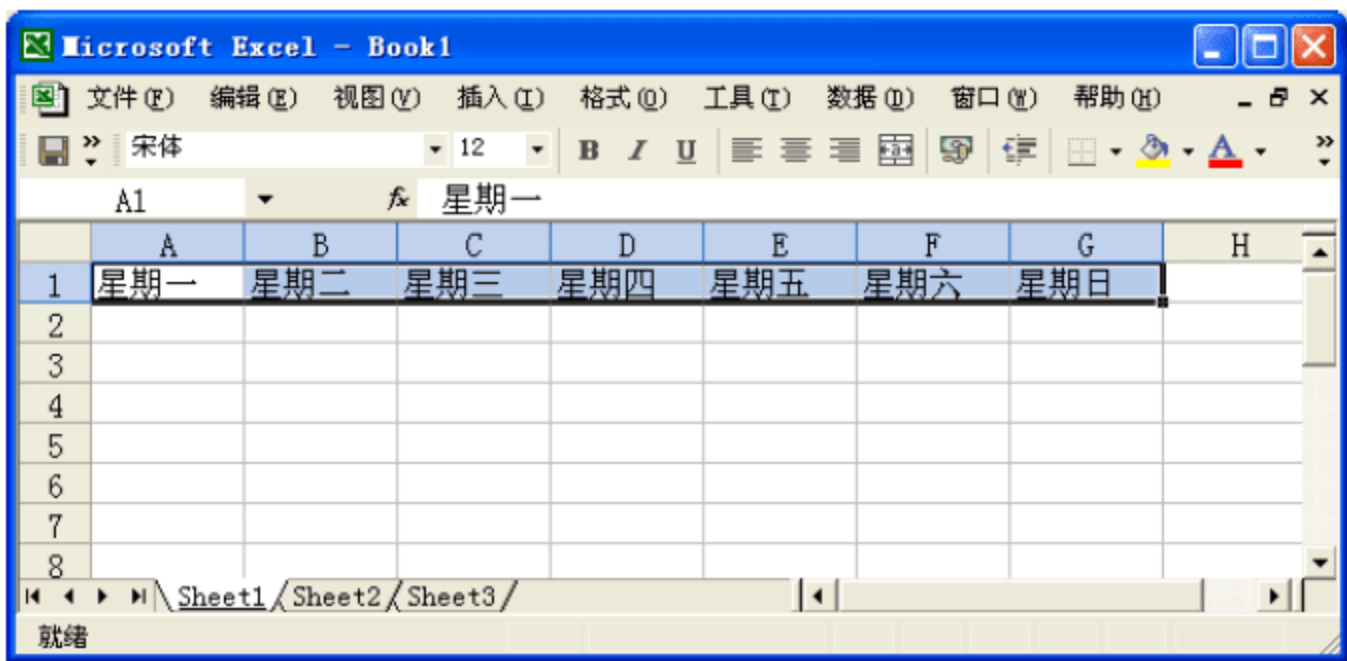 Microsoft Excel - Book1
文件(F) 编辑(E) 视图(V) 插入(I) 格式(O) 工具(T) 数据(D) 窗口(W) 帮助(H)
宋体 12 B I U A
A1 fx 星期一
A B C D E F G H
1 星期一 星期二 星期三 星期四 星期五 星期六 星期日
2
3
4
5
6
7
8
Sheet1 Sheet2 Sheet3
就绪